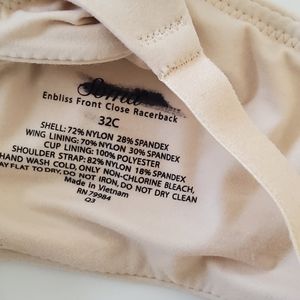 Soma
Enbliss Front Close Racerback
32C
SHELL: 72% NYLON 28% SPANDEX
WING LINING: 70% NYLON 30% SPANDEX
CUP LINING: 100% POLYESTER
SHOULDER STRAP: 82% NYLON 18% SPANDEX
HAND WASH COLD, ONLY NON-CHLORINE BLEACH,
LAY FLAT TO DRY, DO NOT IRON, DO NOT DRY CLEAN
Made in Vietnam
RN 79984
Q3